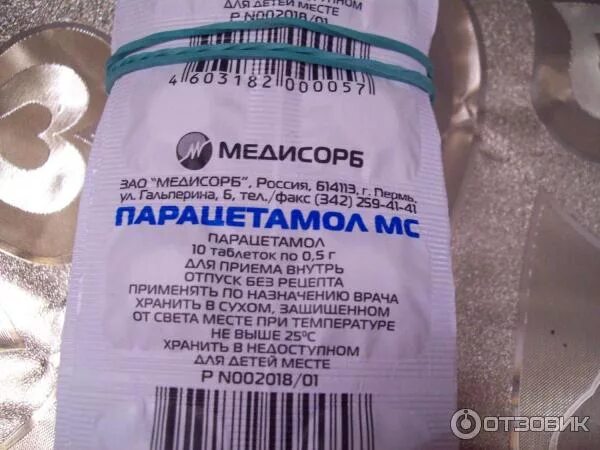 ДЛЯ ДЕТЕЙ МЕСТЕ
Р N002018/01
4 603182 000057
МЕДИСОРБ
ЗАО "МЕДИСОРБ", Россия, 614113, г. Пермь,
ул. Гальперина, 6, тел./факс (342) 259-41-41
ПАРАЦЕТАМОЛ МС
ПАРАЦЕТАМОЛ
10 таблеток по 0,5 г
ДЛЯ ПРИЕМА ВНУТРЬ
ОТПУСК БЕЗ РЕЦЕПТА
ПРИМЕНЯТЬ ПО НАЗНАЧЕНИЮ ВРАЧА
ХРАНИТЬ В СУХОМ, ЗАЩИЩЕННОМ
ОТ СВЕТА МЕСТЕ ПРИ ТЕМПЕРАТУРЕ
НЕ ВЫШЕ 25°С
ХРАНИТЬ В НЕДОСТУПНОМ
ДЛЯ ДЕТЕЙ МЕСТЕ
Р N002018/01
ОТЗОВИК